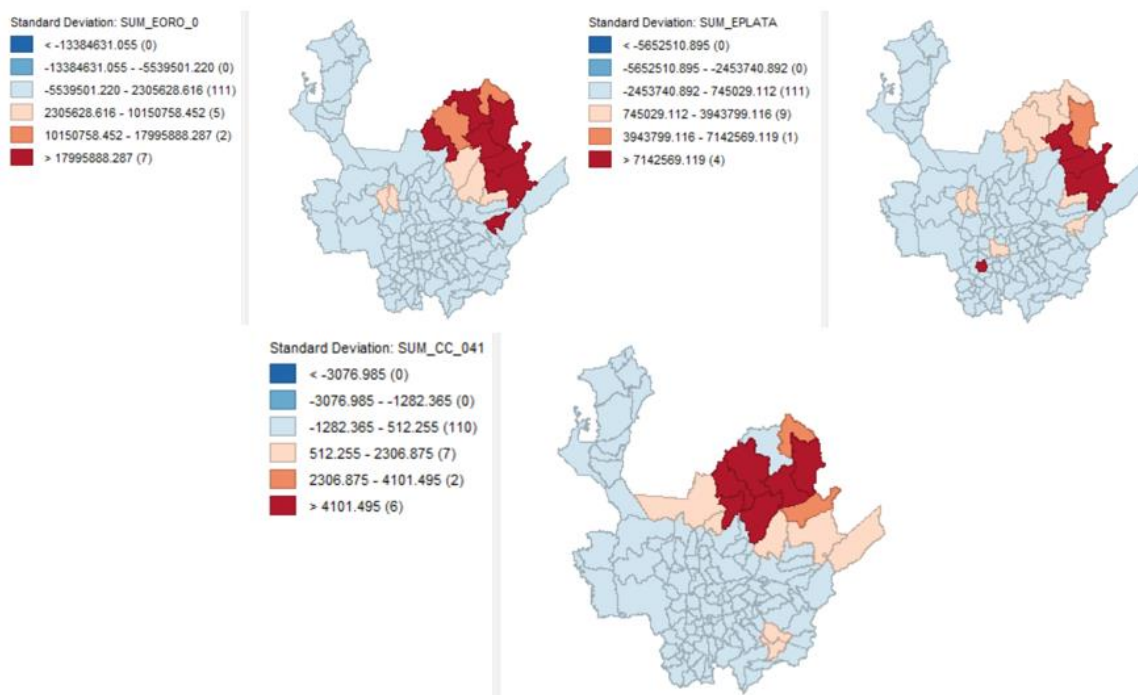 Standard Deviation: SUM_EORO_0
< -13384631.055 (0)
-13384631.055 - -5539501.220 (0)
-5539501.220 - 2305628.616 (111)
2305628.616 - 10150758.452 (5)
10150758.452 - 17995888.287 (2)
> 17995888.287 (7)
Standard Deviation: SUM_EPLATA
< -5652510.895 (0)
-5652510.895 - -2453740.892 (0)
-2453740.892 - 745029.112 (111)
745029.112 - 3943799.116 (9)
3943799.116 - 7142569.119 (1)
> 7142569.119 (4)
Standard Deviation: SUM_CC_041
< -3076.985 (0)
-3076.985 - -1282.365 (0)
-1282.365 - 512.255 (110)
512.255 - 2306.875 (7)
2306.875 - 4101.495 (2)
> 4101.495 (6)